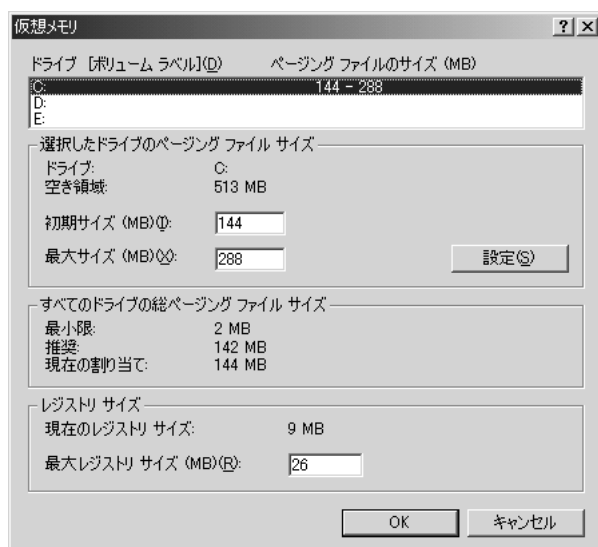 仮想メモリ
ドライブ [ボリューム ラベル](D) ページング ファイルのサイズ (MB)
C: 144 - 288
D:
E:
選択したドライブのページング ファイル サイズ
ドライブ: C:
空き領域: 513 MB
初期サイズ (MB)(I): 144
最大サイズ (MB)(X): 288
設定(S)
すべてのドライブの総ページング ファイル サイズ
最小限: 2 MB
推奨: 142 MB
現在の割り当て: 144 MB
レジストリ サイズ
現在のレジストリ サイズ: 9 MB
最大レジストリ サイズ (MB)(R): 26
OK キャンセル